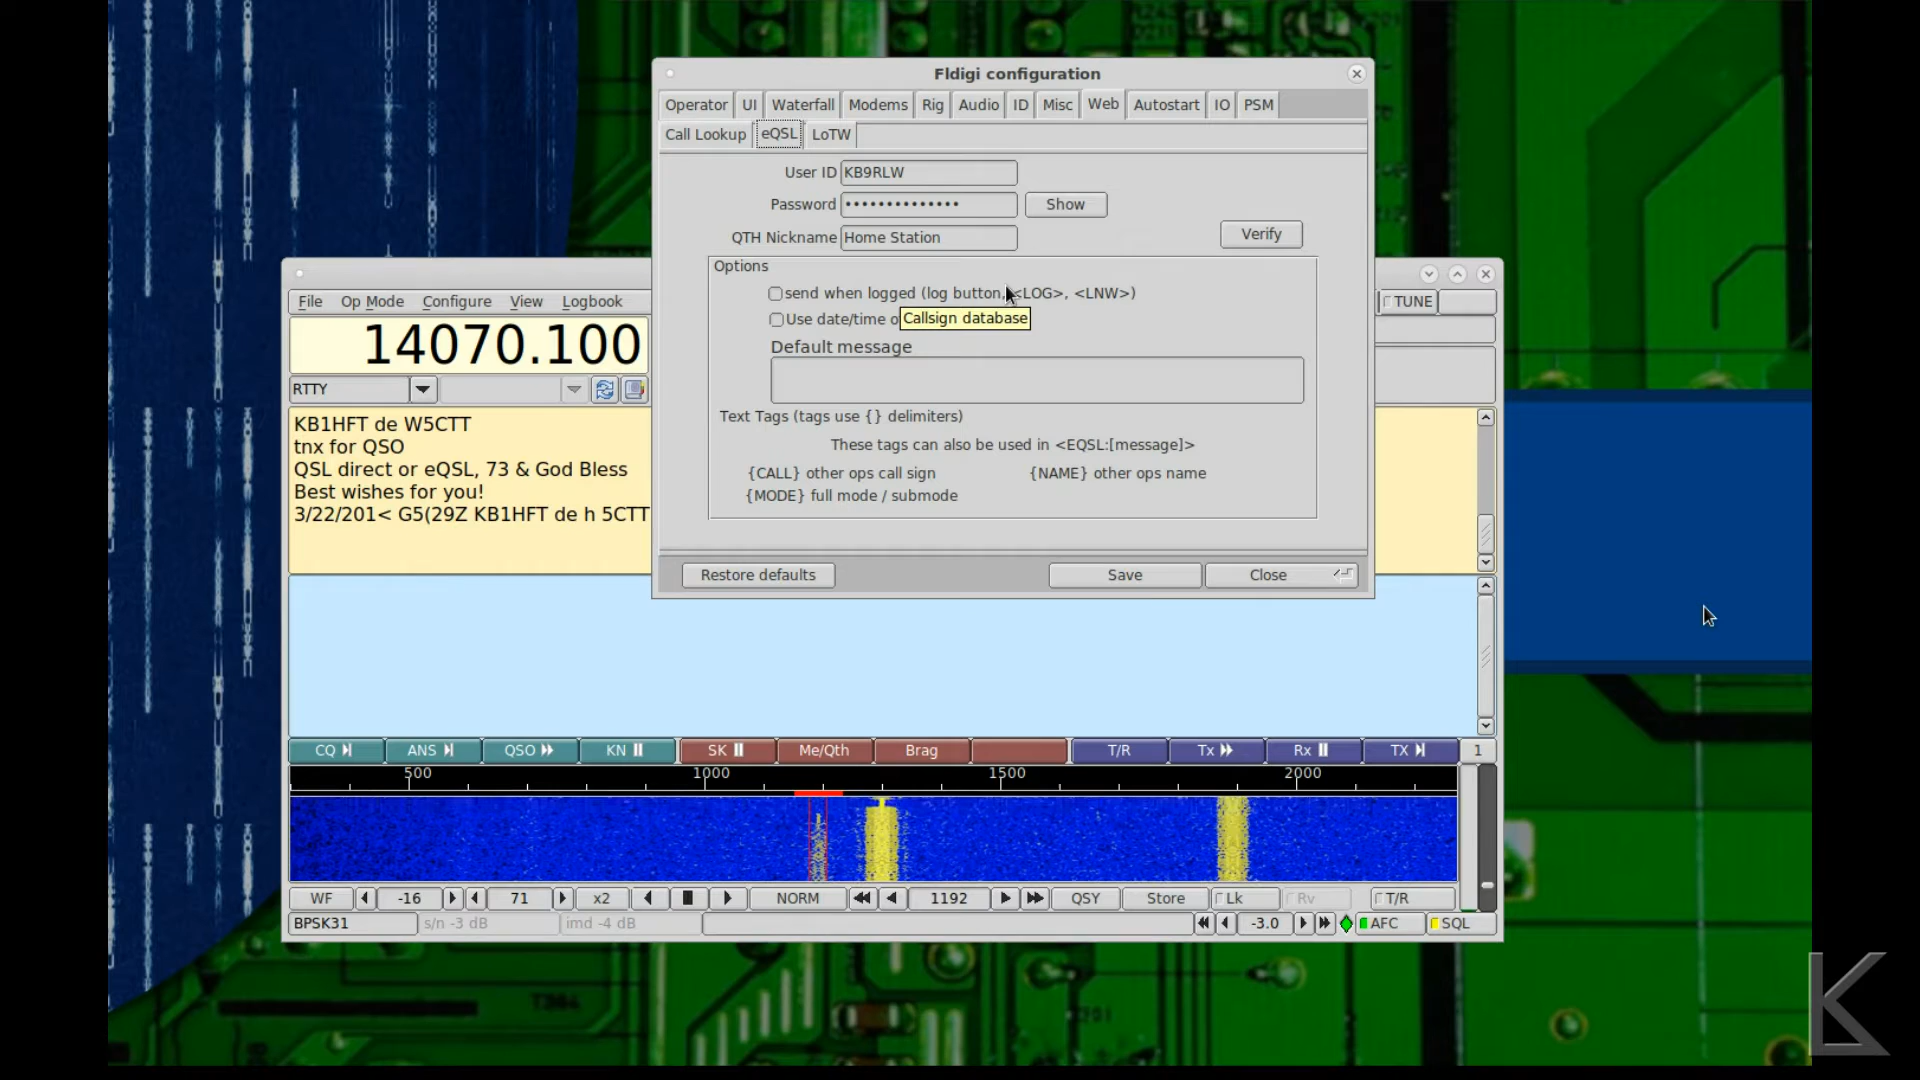 Fldigi configuration
Operator UI Waterfall Modems Rig Audio ID Misc Web Autostart IO PSM
Call Lookup eQSL LoTW
User ID KB9RLW
Password •••••••••••••• Show
QTH Nickname Home Station Verify
Options
send when logged (log button, <LOG>, <LNW>)
Use date/time o
Callsign database
Default message
Text Tags (tags use {} delimiters)
These tags can also be used in <EQSL:[message]>
{CALL} other ops call sign {NAME} other ops name
{MODE} full mode / submode
Restore defaults Save Close
File Op Mode Configure View Logbook TUNE
14070.100
RTTY
KB1HFT de W5CTT
tnx for QSO
QSL direct or eQSL, 73 & God Bless
Best wishes for you!
3/22/201< G5(29Z KB1HFT de h 5CTT
CQ ANS QSO KN SK Me/Qth Brag T/R Tx Rx TX 1
500 1000 1500 2000
WF -16 71 x2 NORM 1192 QSY Store Lk Rv T/R
BPSK31 s/n -3 dB imd -4 dB -3.0 AFC SQL
K